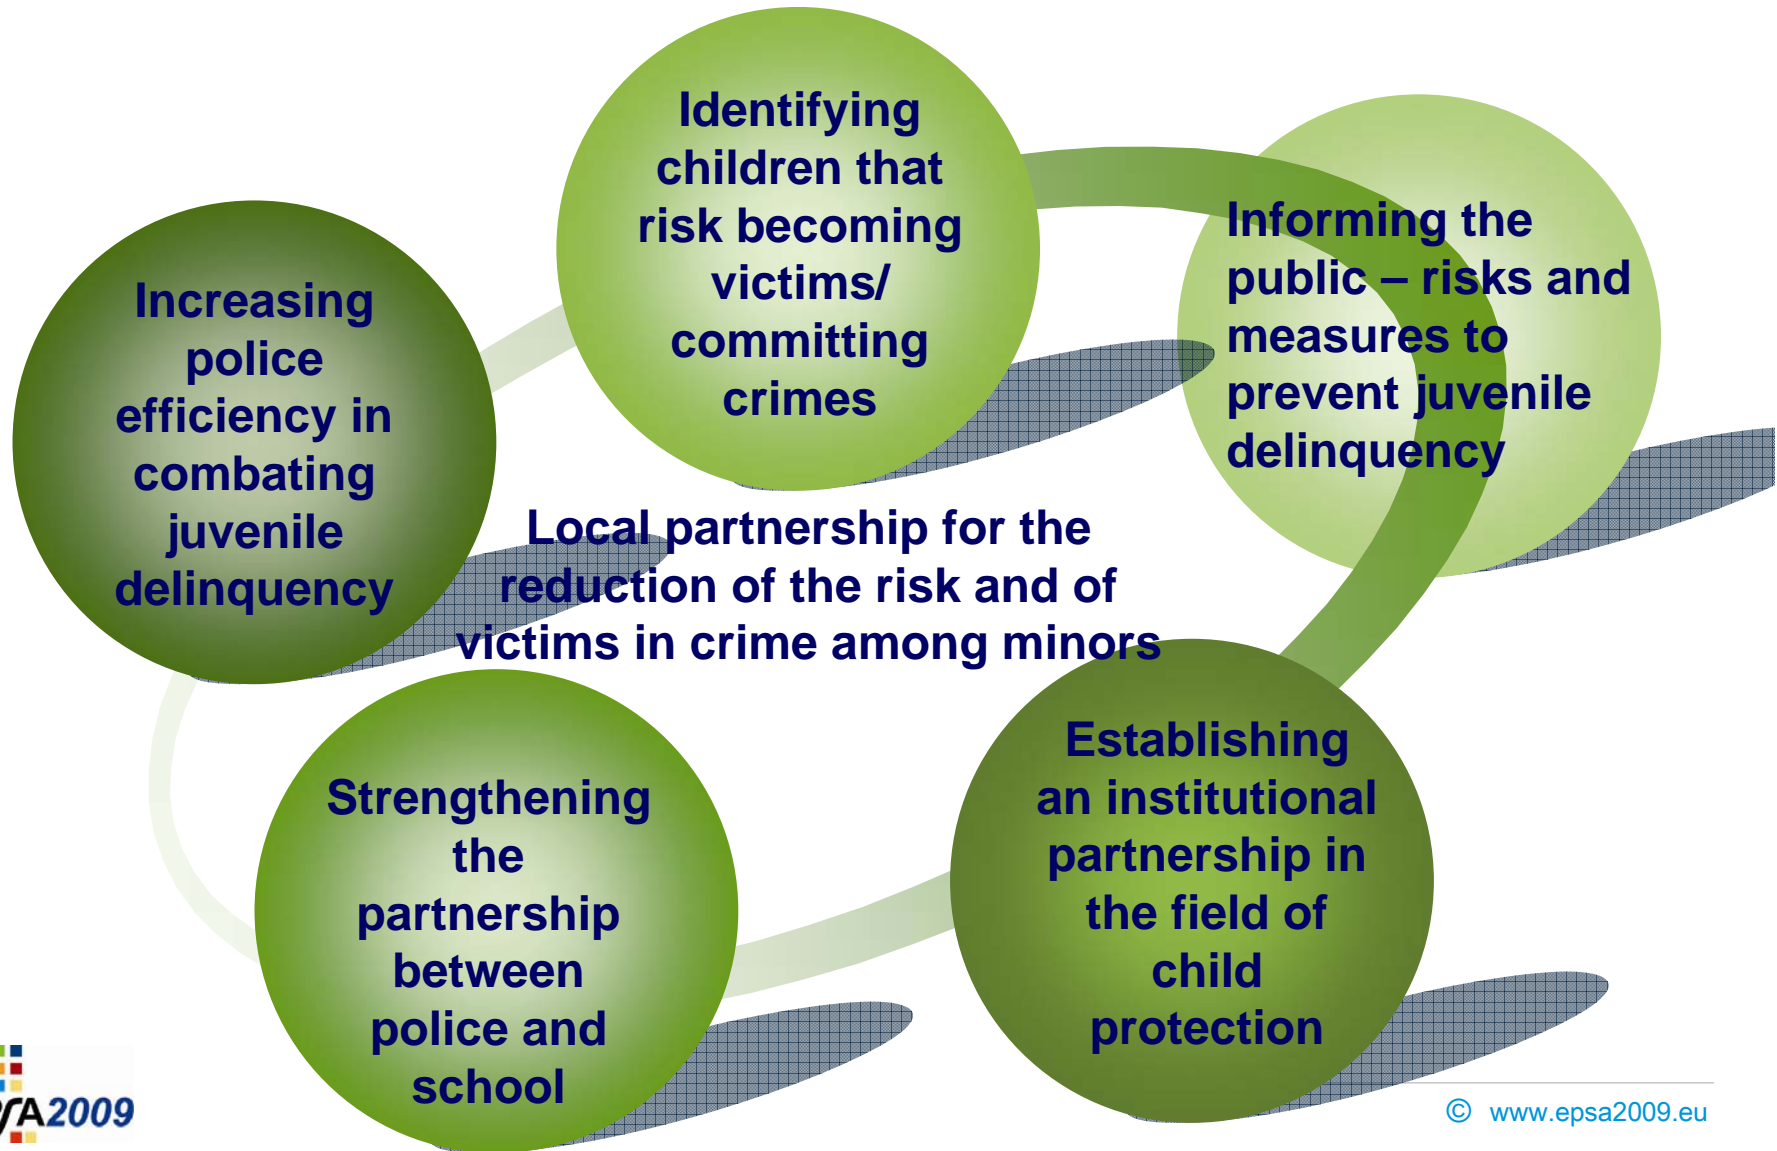 Identifying
children that
risk becoming
victims/
committing
crimes
Informing the
public – risks and
measures to
prevent juvenile
delinquency
Increasing
police
efficiency in
combating
juvenile
delinquency
Local partnership for the
reduction of the risk and of
victims in crime among minors
Strengthening
the
partnership
between
police and
school
Establishing
an institutional
partnership in
the field of
child
protection
A2009
© www.epsa2009.eu